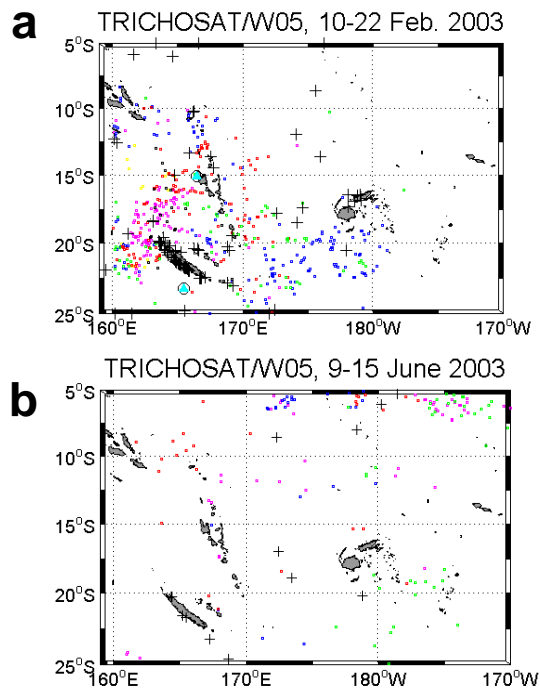 a
TRICHOSAT/W05, 10-22 Feb. 2003
5°S
10°S
15°S
20°S
25°S
160°E 170°E 180°W 170°W
b
TRICHOSAT/W05, 9-15 June 2003
5°S
10°S
15°S
20°S
25°S
160°E 170°E 180°W 170°W